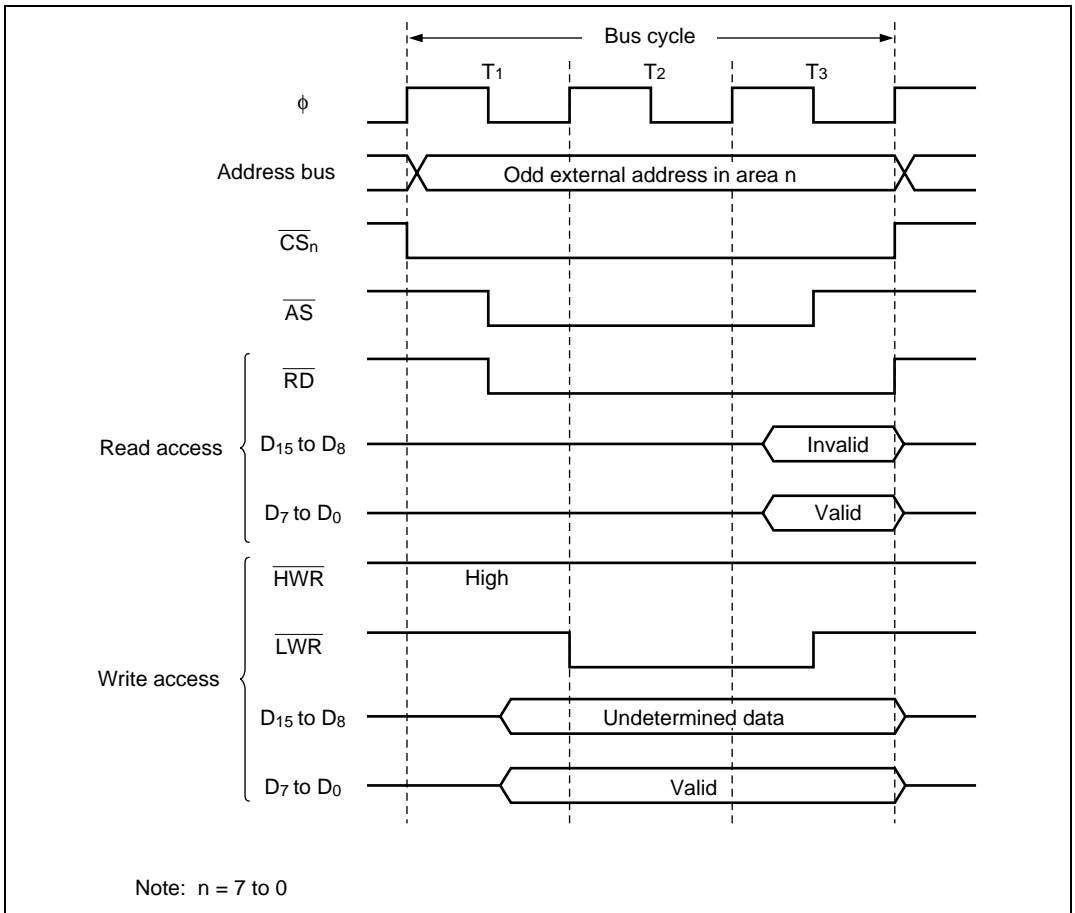 Bus cycle
T1 T2 T3
φ
Address bus Odd external address in area n
CSn
AS
RD
Read access D15 to D8 Invalid
D7 to D0 Valid
HWR High
LWR
Write access
D15 to D8 Undetermined data
D7 to D0 Valid
Note: n = 7 to 0